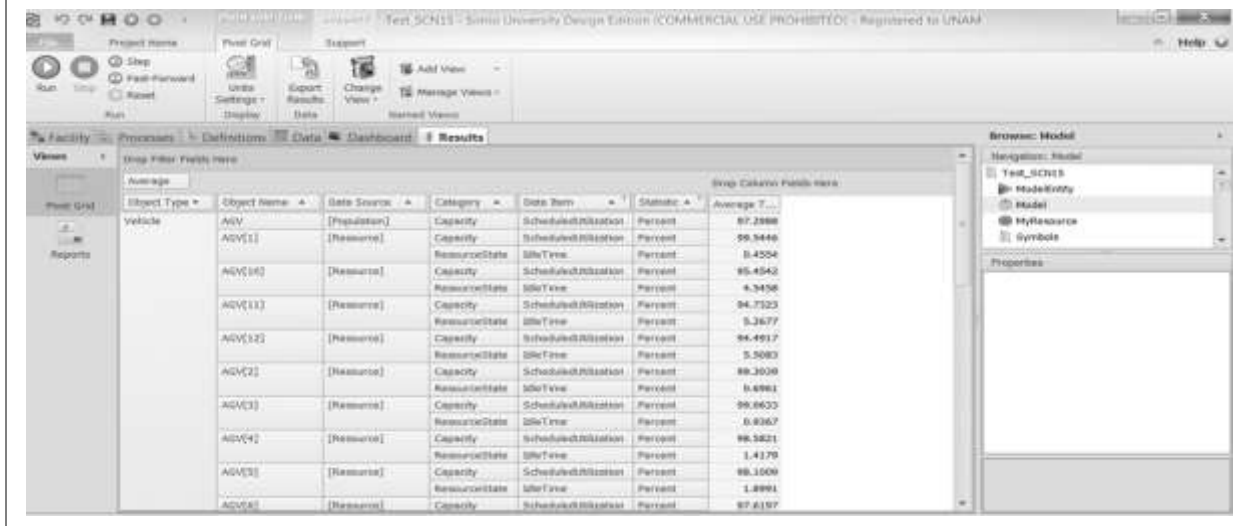 Test_SCN15 - Simio University Design Edition (COMMERCIAL USE PROHIBITED) - Registered to UNAM
Project Home Pivot Grid Support Help
Run Stop Step Fast-Forward Reset
Units Settings Export Results Change View Add View Manage Views
Run Display Data Named Views
Facility Processes Definitions Data Dashboard Results Browse: Model
Views Drop Filter Fields Here Navigation: Model
Average Drop Column Fields Here Test_SCN15
ModelEntity
Pivot Grid Object Type Object Name Data Source Category Data Item Statistic Average T... Model
Vehicle AGV [Population] Capacity ScheduledUtilization Percent 97.2988 MyResource
AGV[1] [Resource] Capacity ScheduledUtilization Percent 99.5446 Symbols
Reports ResourceState IdleTime Percent 0.4554
AGV[10] [Resource] Capacity ScheduledUtilization Percent 95.4542 Properties
ResourceState IdleTime Percent 4.5458
AGV[11] [Resource] Capacity ScheduledUtilization Percent 94.7323
ResourceState IdleTime Percent 5.2677
AGV[12] [Resource] Capacity ScheduledUtilization Percent 94.4917
ResourceState IdleTime Percent 5.5083
AGV[2] [Resource] Capacity ScheduledUtilization Percent
ResourceState IdleTime Percent
AGV[3] [Resource] Capacity ScheduledUtilization Percent
ResourceState IdleTime Percent
AGV[4] [Resource] Capacity ScheduledUtilization Percent 98.5821
ResourceState IdleTime Percent 1.4179
AGV[5] [Resource] Capacity ScheduledUtilization Percent 98.1009
ResourceState IdleTime Percent 1.8991
AGV[6] [Resource] Capacity ScheduledUtilization Percent 97.6197